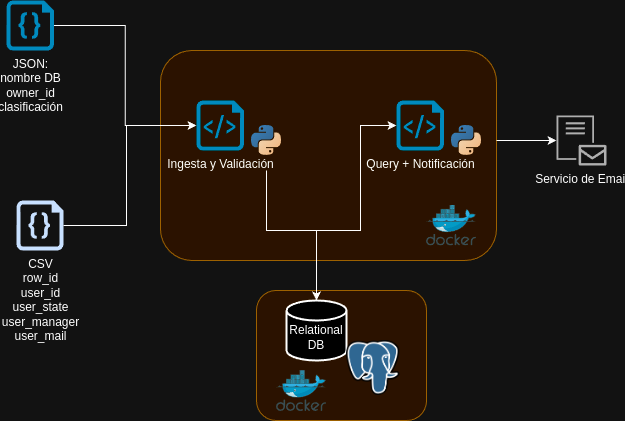 JSON:
nombre DB
owner_id
clasificación
Ingesta y Validación
Query + Notificación
Servicio de Emai
docker
CSV
row_id
user_id
user_state
user_manager
user_mail
Relational
DB
docker